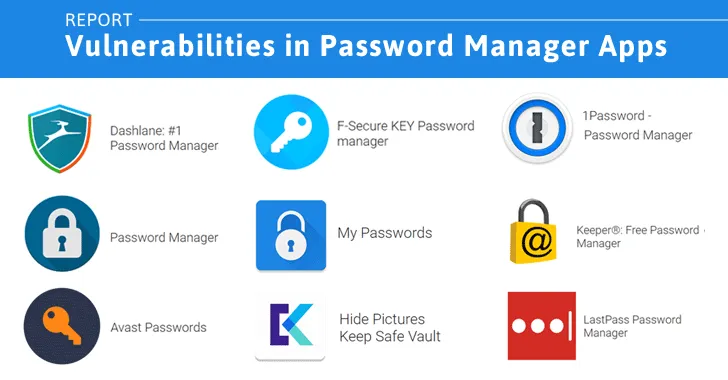 REPORT
Vulnerabilities in Password Manager Apps
Dashlane: #1
Password Manager
F-Secure KEY Password
manager
1Password -
Password Manager
Password Manager
My Passwords
@
Keeper®: Free Password ·
Manager
Avast Passwords
Hide Pictures
Keep Safe Vault
LastPass Password
Manager